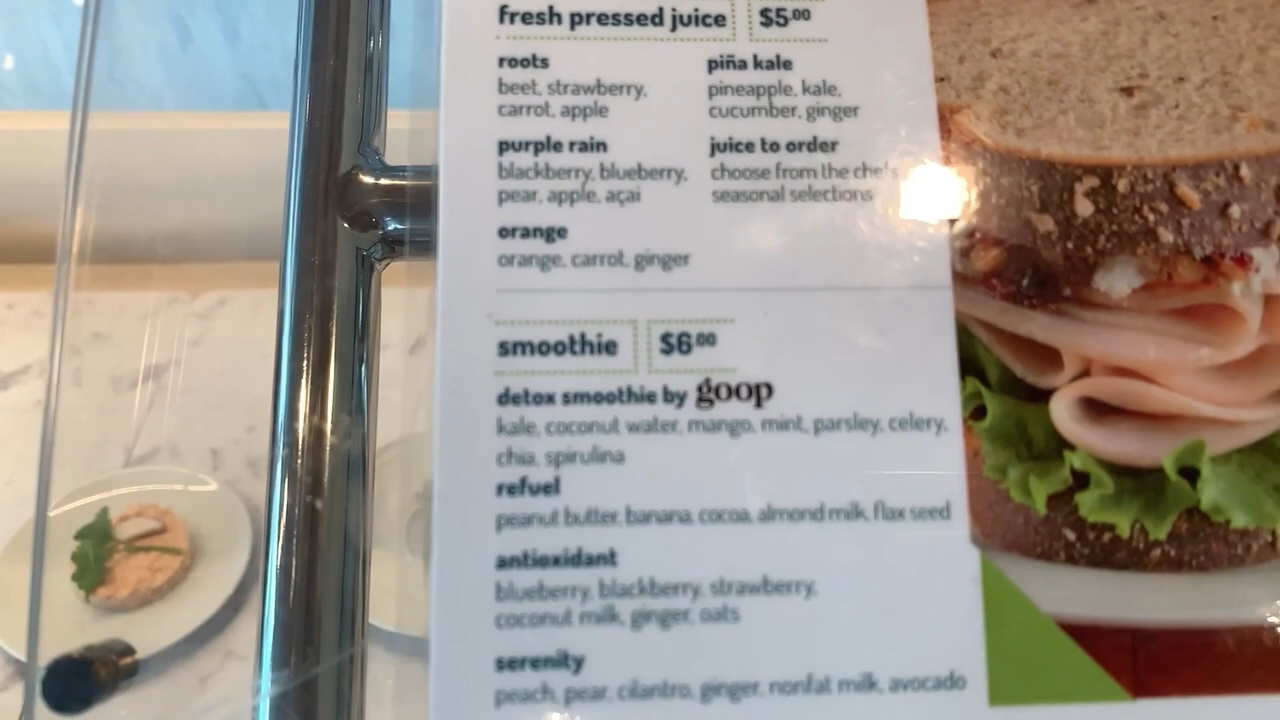 fresh pressed juice $5.00
roots
beet, strawberry,
carrot, apple
piña kale
pineapple, kale,
cucumber, ginger
purple rain
blackberry, blueberry,
pear, apple, açai
juice to order
choose from the chef's
seasonal selections
orange
orange, carrot, ginger
smoothie $6.00
detox smoothie by goop
kale, coconut water, mango, mint, parsley, celery,
chia, spirulina
refuel
peanut butter, banana, cocoa, almond milk, flax seed
antioxidant
blueberry, blackberry, strawberry,
coconut milk, ginger, oats
serenity
peach, pear, cilantro, ginger, nonfat milk, avocado